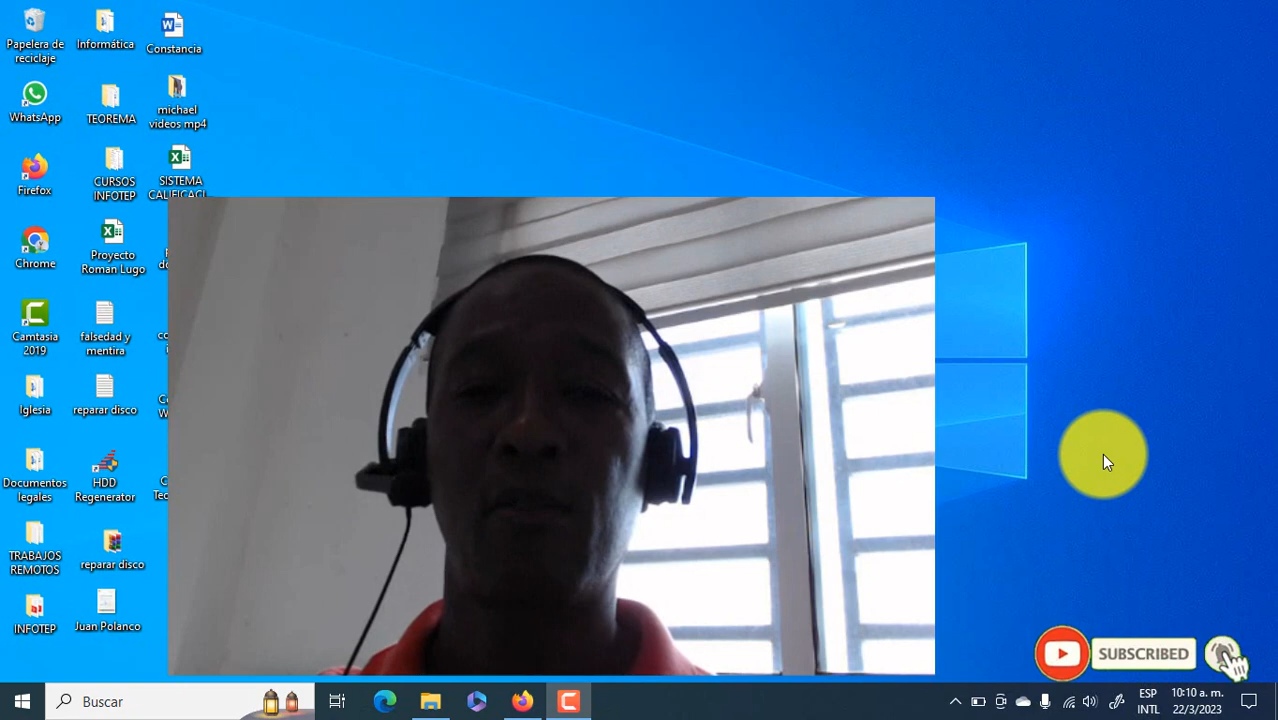 Papelera de
reciclaje
Informática
Constancia
WhatsApp
TEOREMA
michael
videos mp4
Firefox
CURSOS
INFOTEP
SISTEMA
CALIFICACI
Chrome
Proyecto
Roman Lugo
Camtasia
2019
falsedad y
mentira
Iglesia
reparar disco
Documentos
legales
HDD
Regenerator
TRABAJOS
REMOTOS
reparar disco
INFOTEP
Juan Polanco
SUBSCRIBED
Buscar
ESP
INTL
10:10 a. m.
22/3/2023